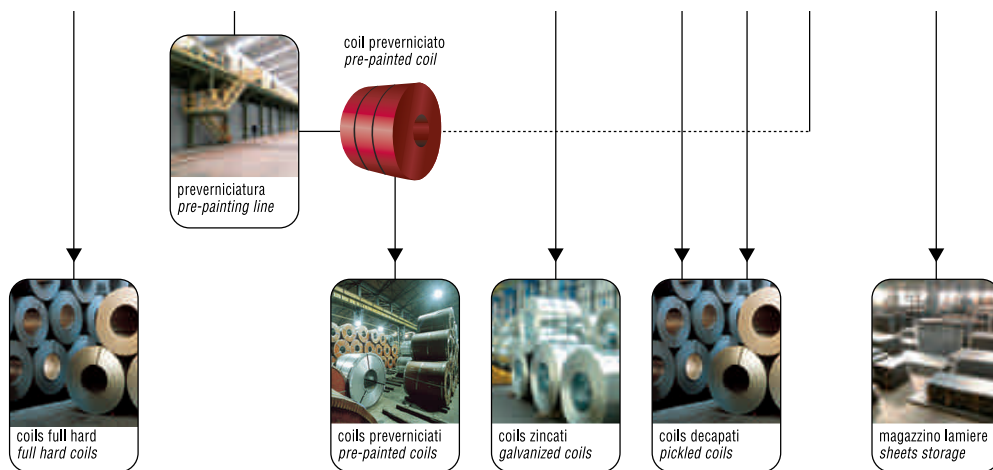 coil preverniciato
pre-painted coil
preverniciatura
pre-painting line
coils full hard
full hard coils
coils preverniciati
pre-painted coils
coils zincati
galvanized coils
coils decapati
pickled coils
magazzino lamiere
sheets storage